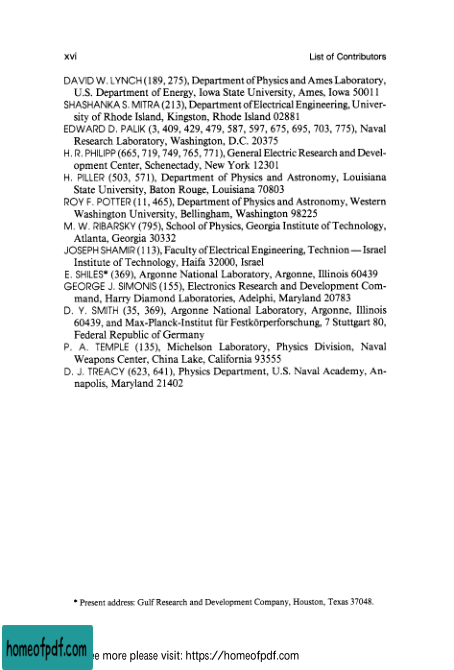 xvi List of Contributors
DAVID W. LYNCH (189, 275), Department of Physics and Ames Laboratory,
U.S. Department of Energy, Iowa State University, Ames, Iowa 50011
SHASHANKA S. MITRA (213), Department of Electrical Engineering, Univer-
sity of Rhode Island, Kingston, Rhode Island 02881
EDWARD D. PALIK (3, 409, 429, 479, 587, 597, 675, 695, 703, 775), Naval
Research Laboratory, Washington, D.C. 20375
H. R. PHILIPP (665, 719, 749, 765, 771), General Electric Research and Devel-
opment Center, Schenectady, New York 12301
H. PILLER (503, 571), Department of Physics and Astronomy, Louisiana
State University, Baton Rouge, Louisiana 70803
ROY F. POTTER (11, 465), Department of Physics and Astronomy, Western
Washington University, Bellingham, Washington 98225
M. W. RIBARSKY (795), School of Physics, Georgia Institute of Technology,
Atlanta, Georgia 30332
JOSEPH SHAMIR (113), Faculty of Electrical Engineering, Technion — Israel
Institute of Technology, Haifa 32000, Israel
E. SHILES* (369), Argonne National Laboratory, Argonne, Illinois 60439
GEORGE J. SIMONIS (155), Electronics Research and Development Com-
mand, Harry Diamond Laboratories, Adelphi, Maryland 20783
D. Y. SMITH (35, 369), Argonne National Laboratory, Argonne, Illinois
60439, and Max-Planck-Institut für Festkörperforschung, 7 Stuttgart 80,
Federal Republic of Germany
P. A. TEMPLE (135), Michelson Laboratory, Physics Division, Naval
Weapons Center, China Lake, California 93555
D. J. TREACY (623, 641), Physics Department, U.S. Naval Academy, An-
napolis, Maryland 21402
* Present address: Gulf Research and Development Company, Houston, Texas 37048.
homeofpdf.com
ee more please visit: https://homeofpdf.com